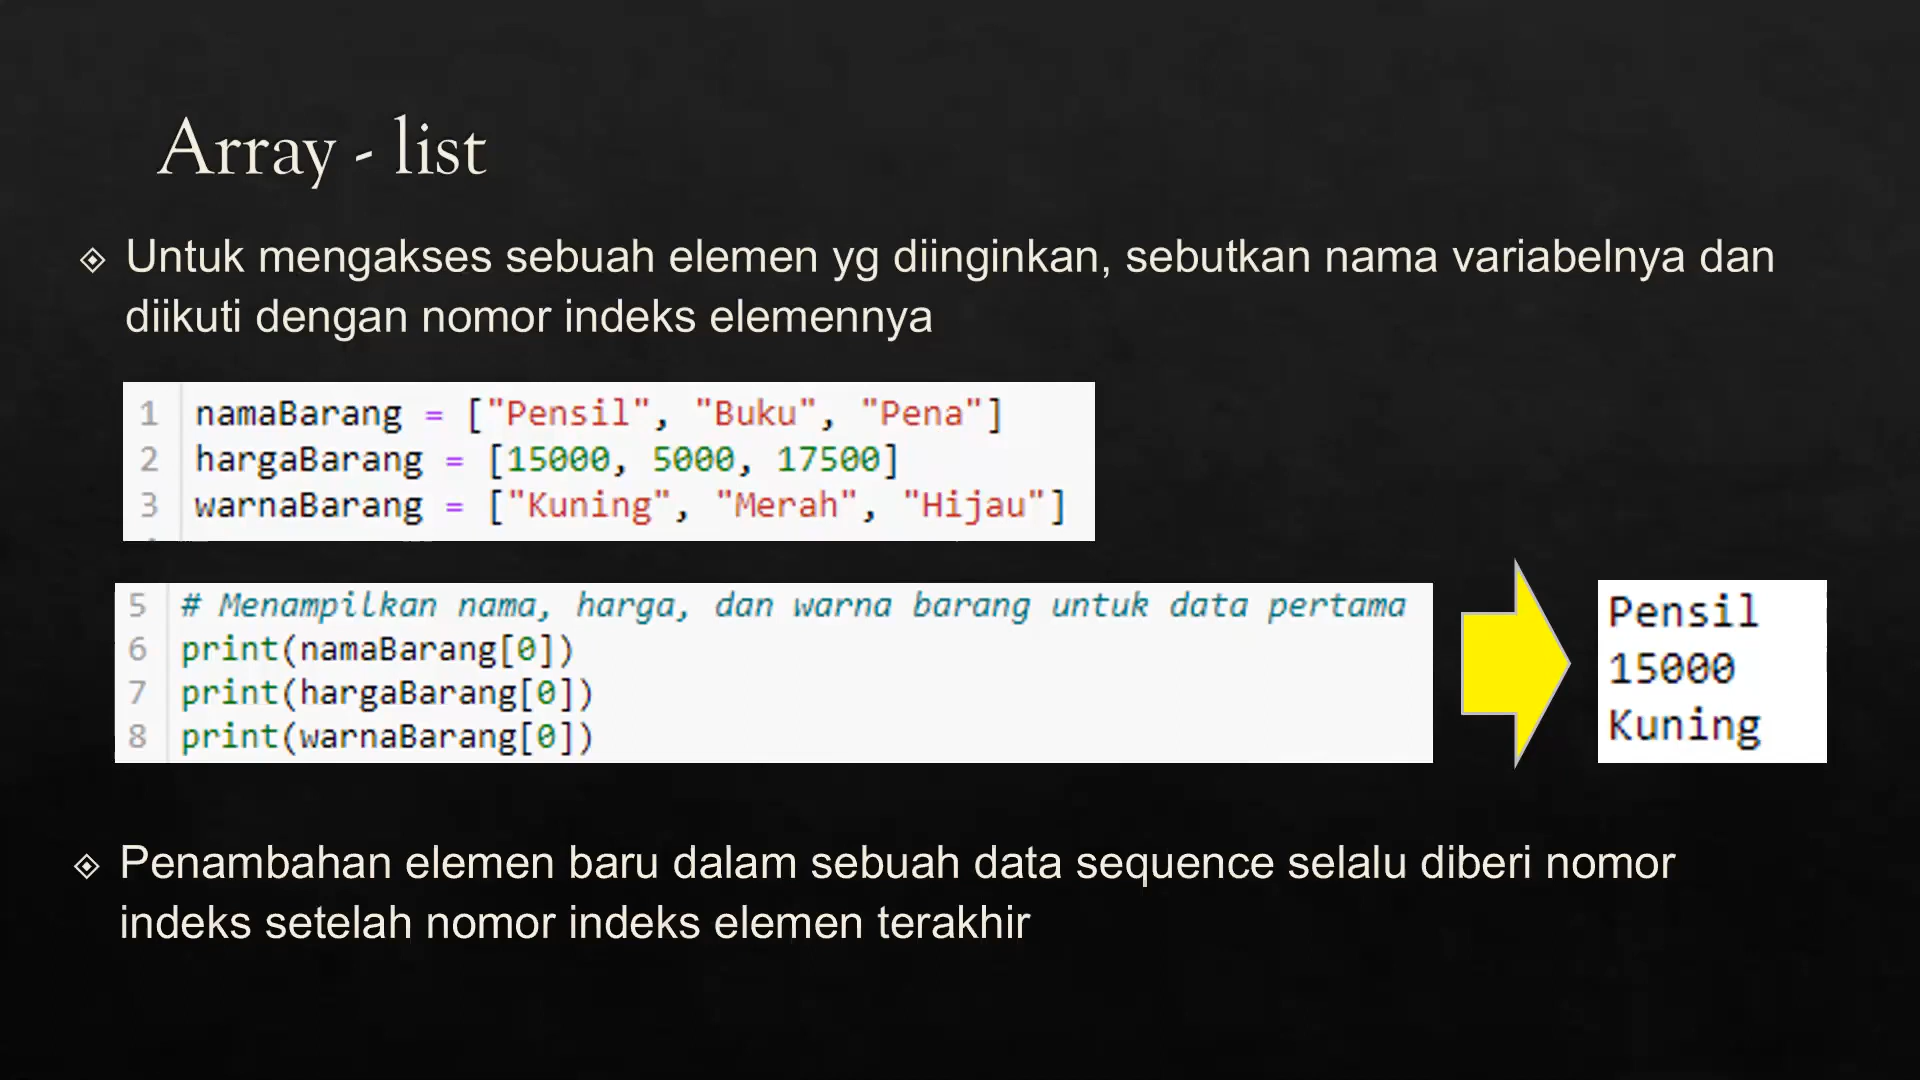 Array - list
Untuk mengakses sebuah elemen yg diinginkan, sebutkan nama variabelnya dan
diikuti dengan nomor indeks elemennya
1 namaBarang = ["Pensil", "Buku", "Pena"]
2 hargaBarang = [15000, 5000, 17500]
3 warnaBarang = ["Kuning", "Merah", "Hijau"]
5 # Menampilkan nama, harga, dan warna barang untuk data pertama
6 print(namaBarang[0])
7 print(hargaBarang[0])
8 print(warnaBarang[0])
Pensil
15000
Kuning
Penambahan elemen baru dalam sebuah data sequence selalu diberi nomor
indeks setelah nomor indeks elemen terakhir